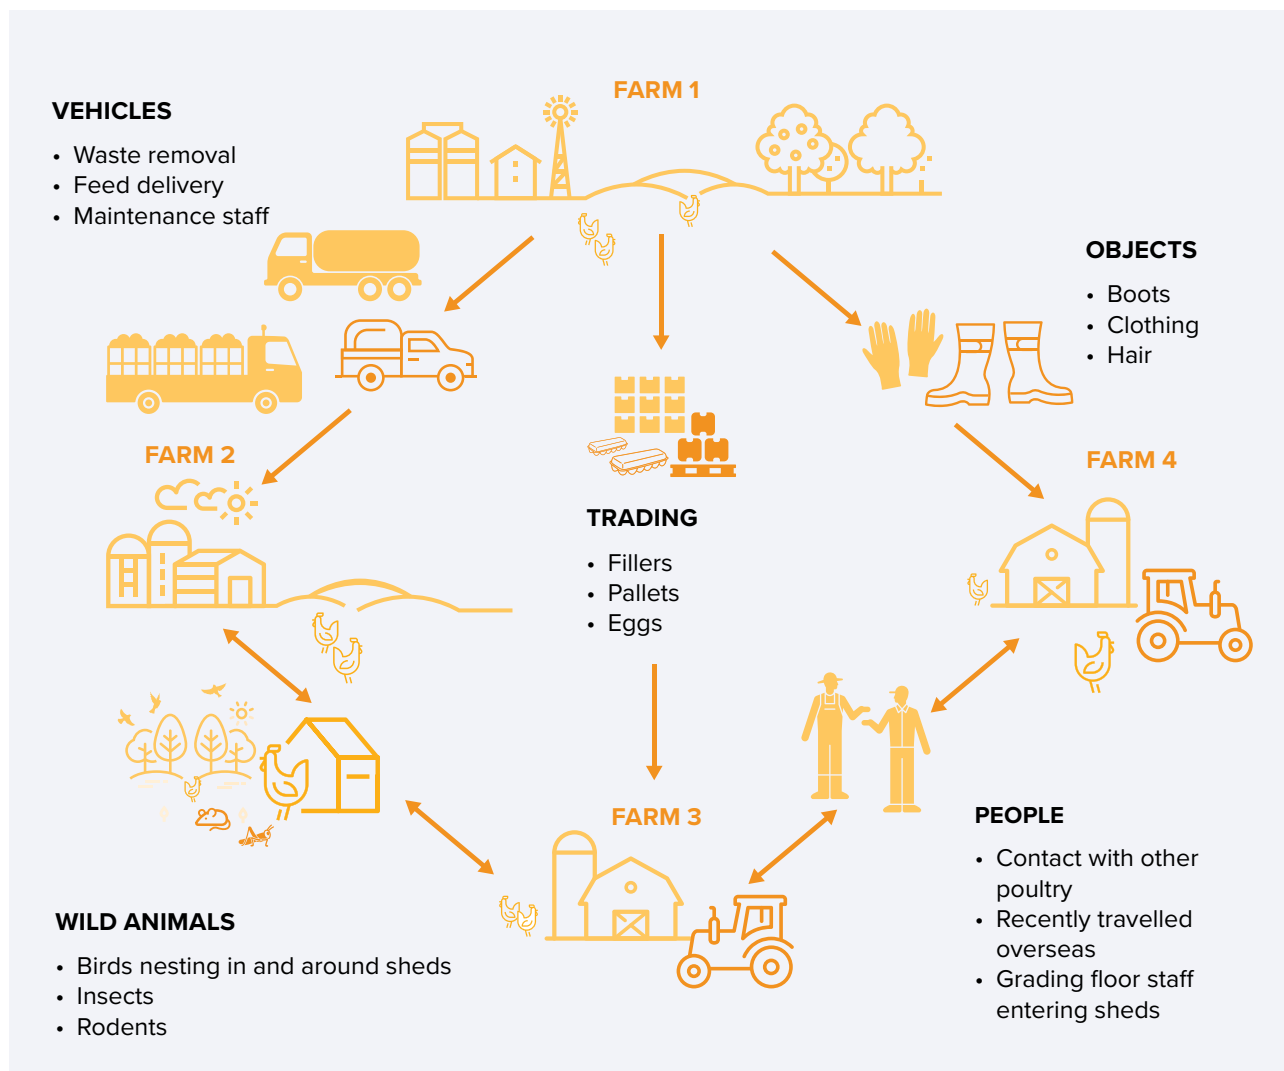 FARM 1
VEHICLES
• Waste removal
• Feed delivery
• Maintenance staff
OBJECTS
• Boots
• Clothing
• Hair
FARM 2
FARM 4
TRADING
• Fillers
• Pallets
• Eggs
FARM 3
PEOPLE
• Contact with other
poultry
• Recently travelled
overseas
• Grading floor staff
entering sheds
WILD ANIMALS
• Birds nesting in and around sheds
• Insects
• Rodents